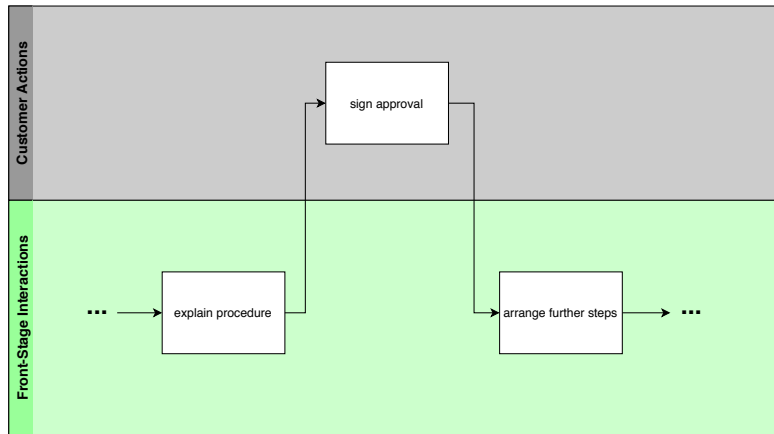 Customer Actions
sign approval
Front-Stage Interactions
...
explain procedure
arrange further steps
...